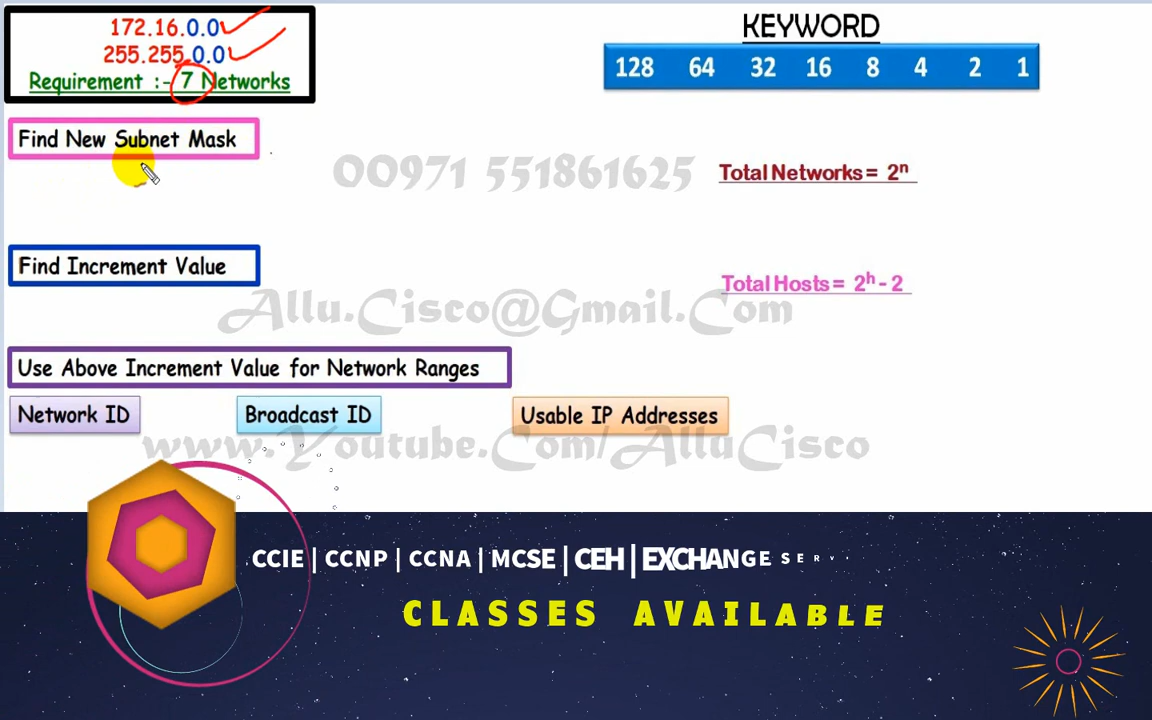 172.16.0.0
255.255.0.0
Requirement :- 7 Networks
KEYWORD
128 64 32 16 8 4 2 1
Find New Subnet Mask
00971 551861625
Total Networks = 2ⁿ
Find Increment Value
Total Hosts = 2ʰ - 2
Allu.Cisco@Gmail.Com
Use Above Increment Value for Network Ranges
Network ID
Broadcast ID
Usable IP Addresses
www.Youtube.Com/AlluCisco
CCIE | CCNP | CCNA | MCSE | CEH | EXCHANGE SERV
CLASSES AVAILABLE